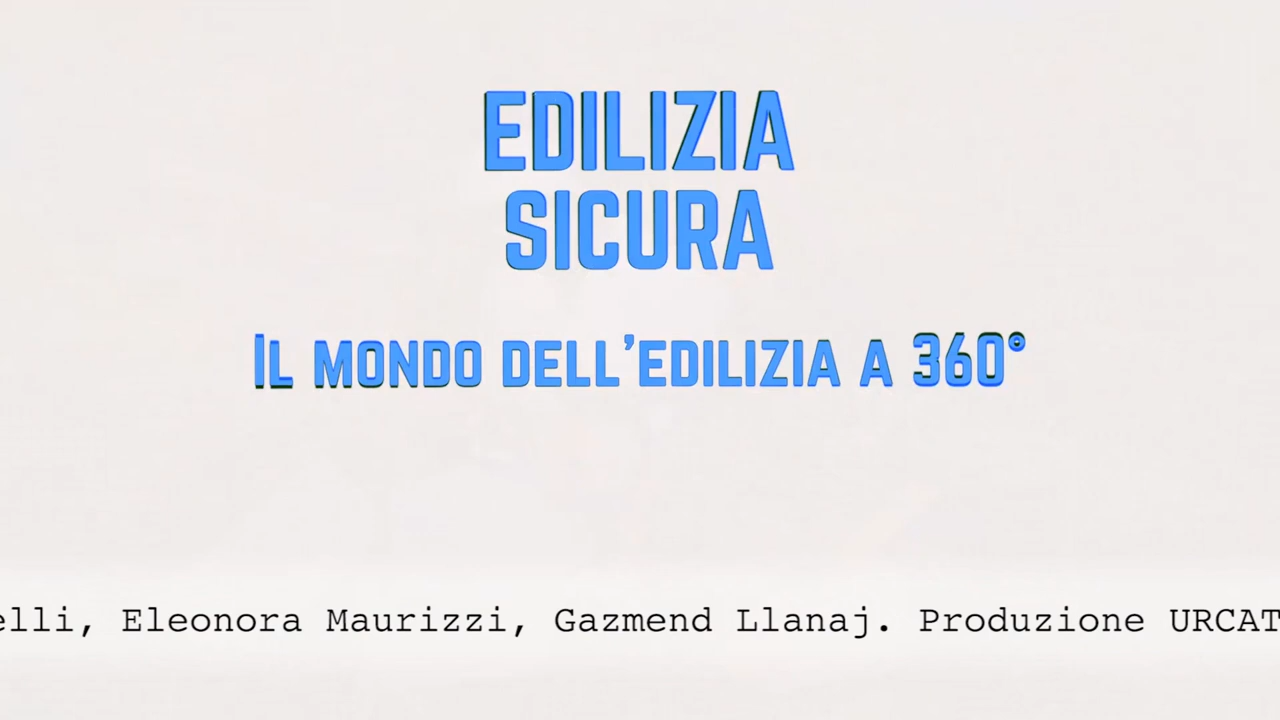 EDILIZIA
SICURA
IL MONDO DELL'EDILIZIA A 360°
elli, Eleonora Maurizzi, Gazmend Llanaj. Produzione URCAT